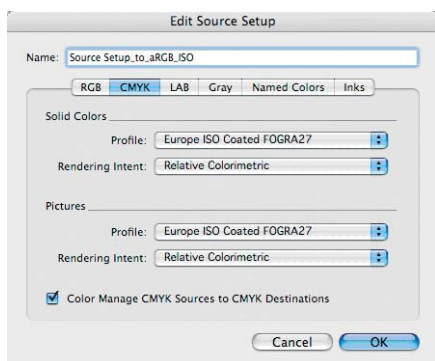 Edit Source Setup
Name: Source Setup_to_aRGB_ISO
RGB CMYK LAB Gray Named Colors Inks
Solid Colors
Profile: Europe ISO Coated FOGRA27
Rendering Intent: Relative Colorimetric
Pictures
Profile: Europe ISO Coated FOGRA27
Rendering Intent: Relative Colorimetric
Color Manage CMYK Sources to CMYK Destinations
Cancel OK